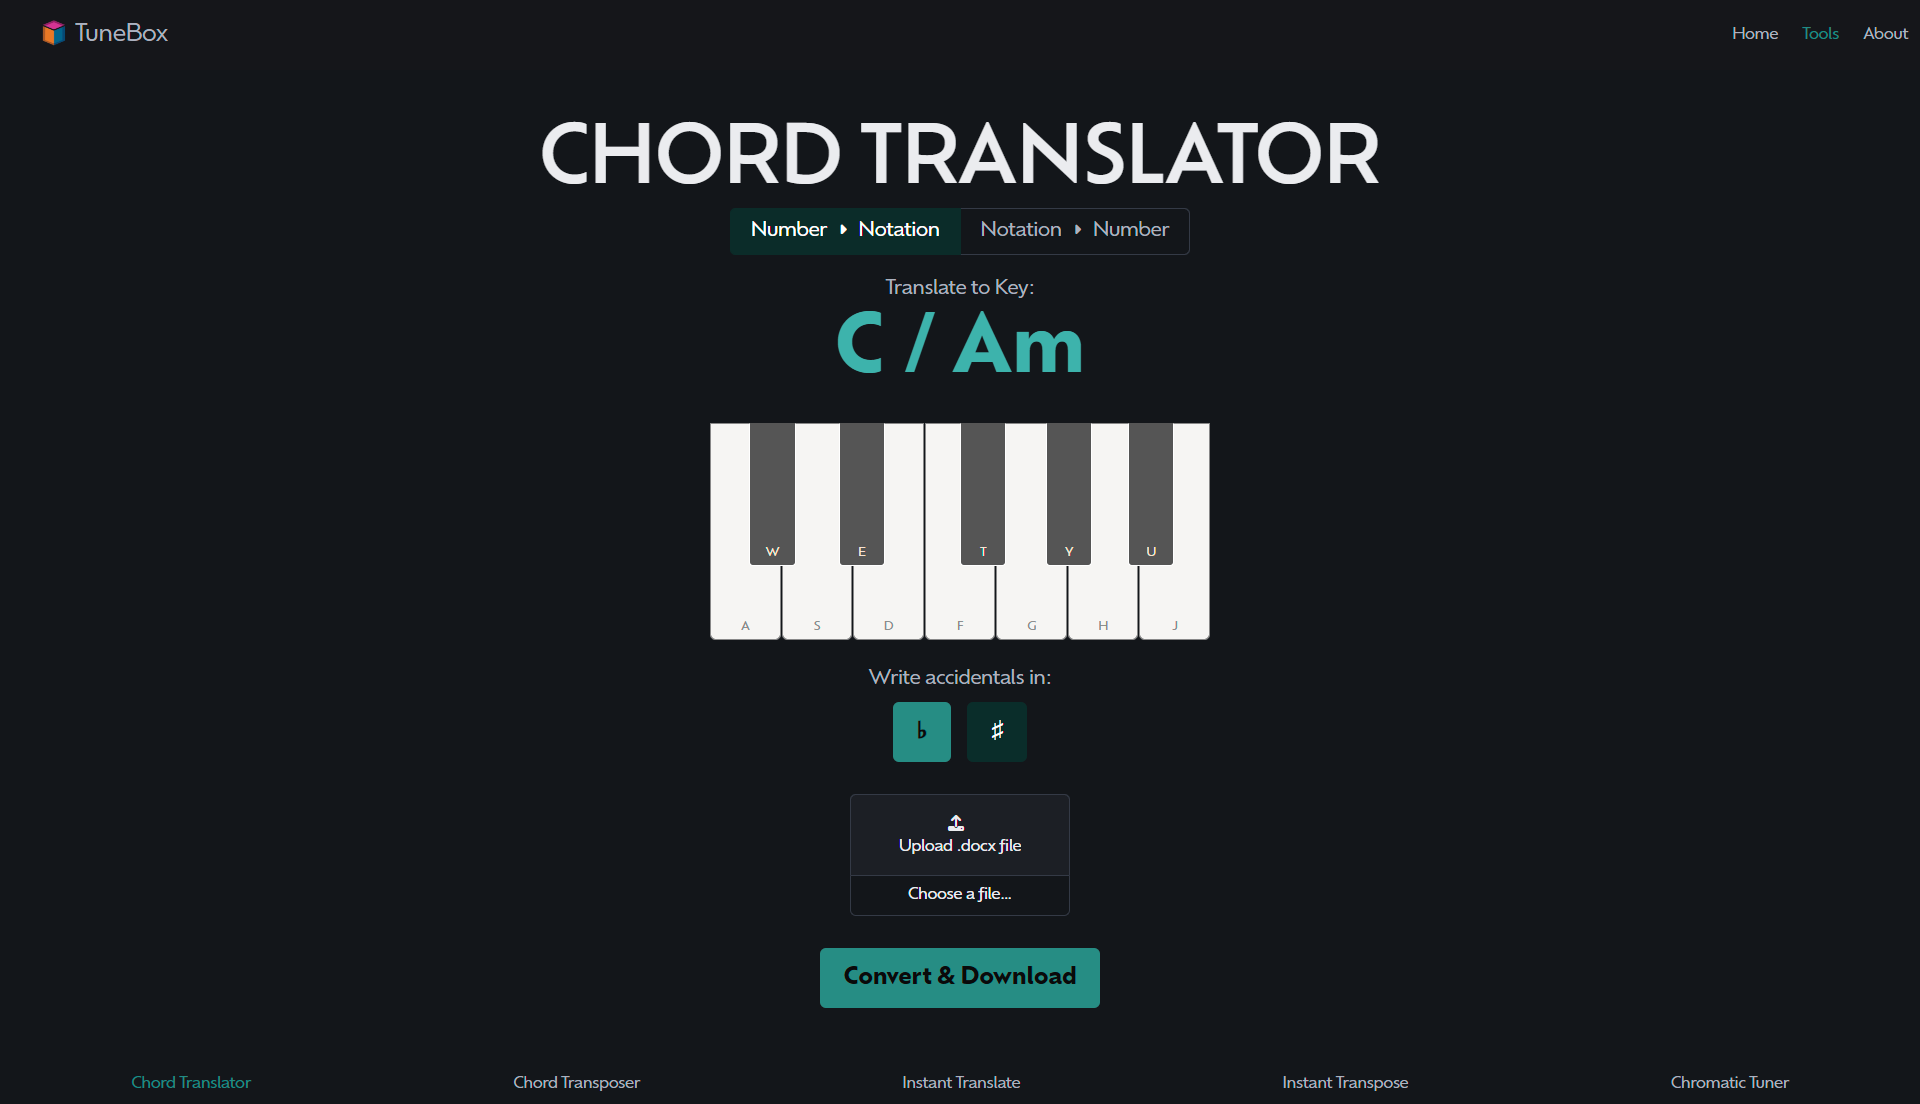 TuneBox
Home Tools About
CHORD TRANSLATOR
Number Notation Notation Number
Translate to Key:
C / Am
W E T Y U
A S D F G H J
Write accidentals in:
♭ ♯
Upload .docx file
Choose a file...
Convert & Download
Chord Translator Chord Transposer Instant Translate Instant Transpose Chromatic Tuner